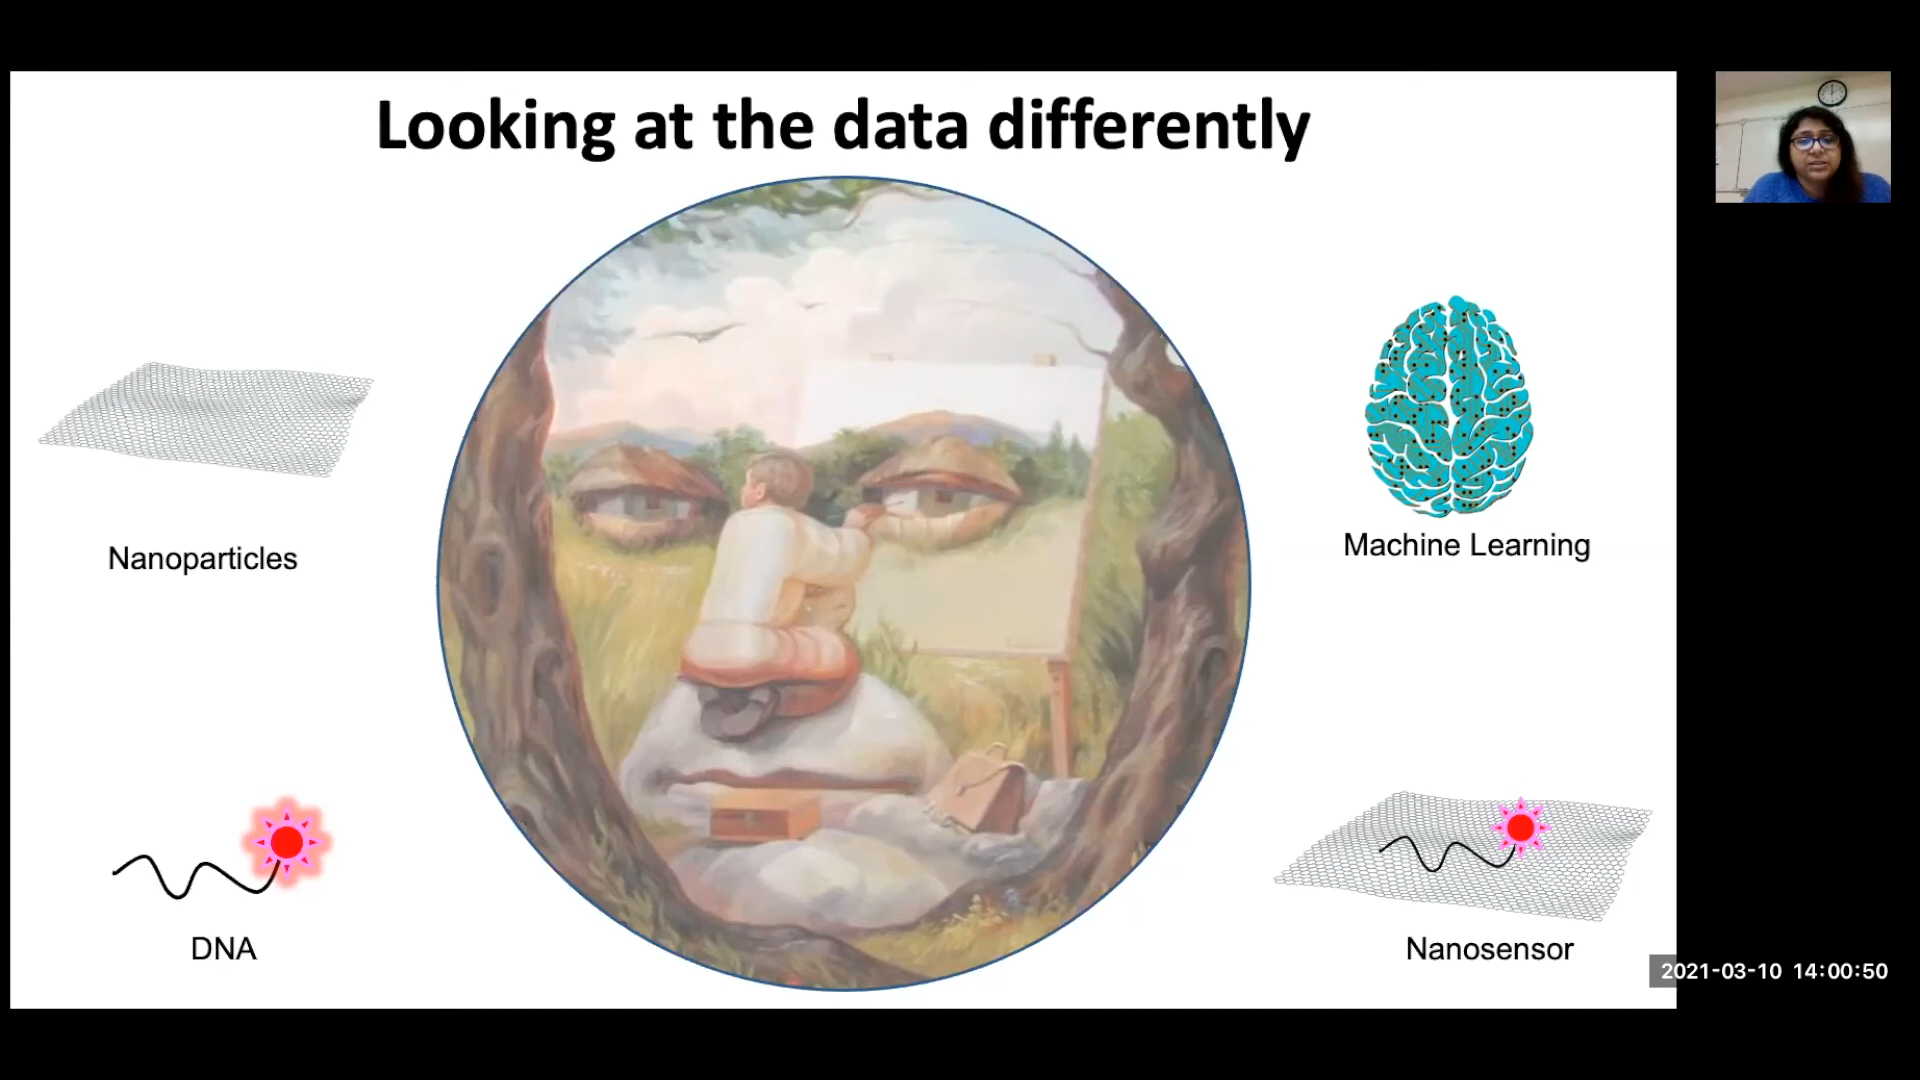 Looking at the data differently
Nanoparticles
Machine Learning
DNA
Nanosensor
2021-03-10 14:00:50